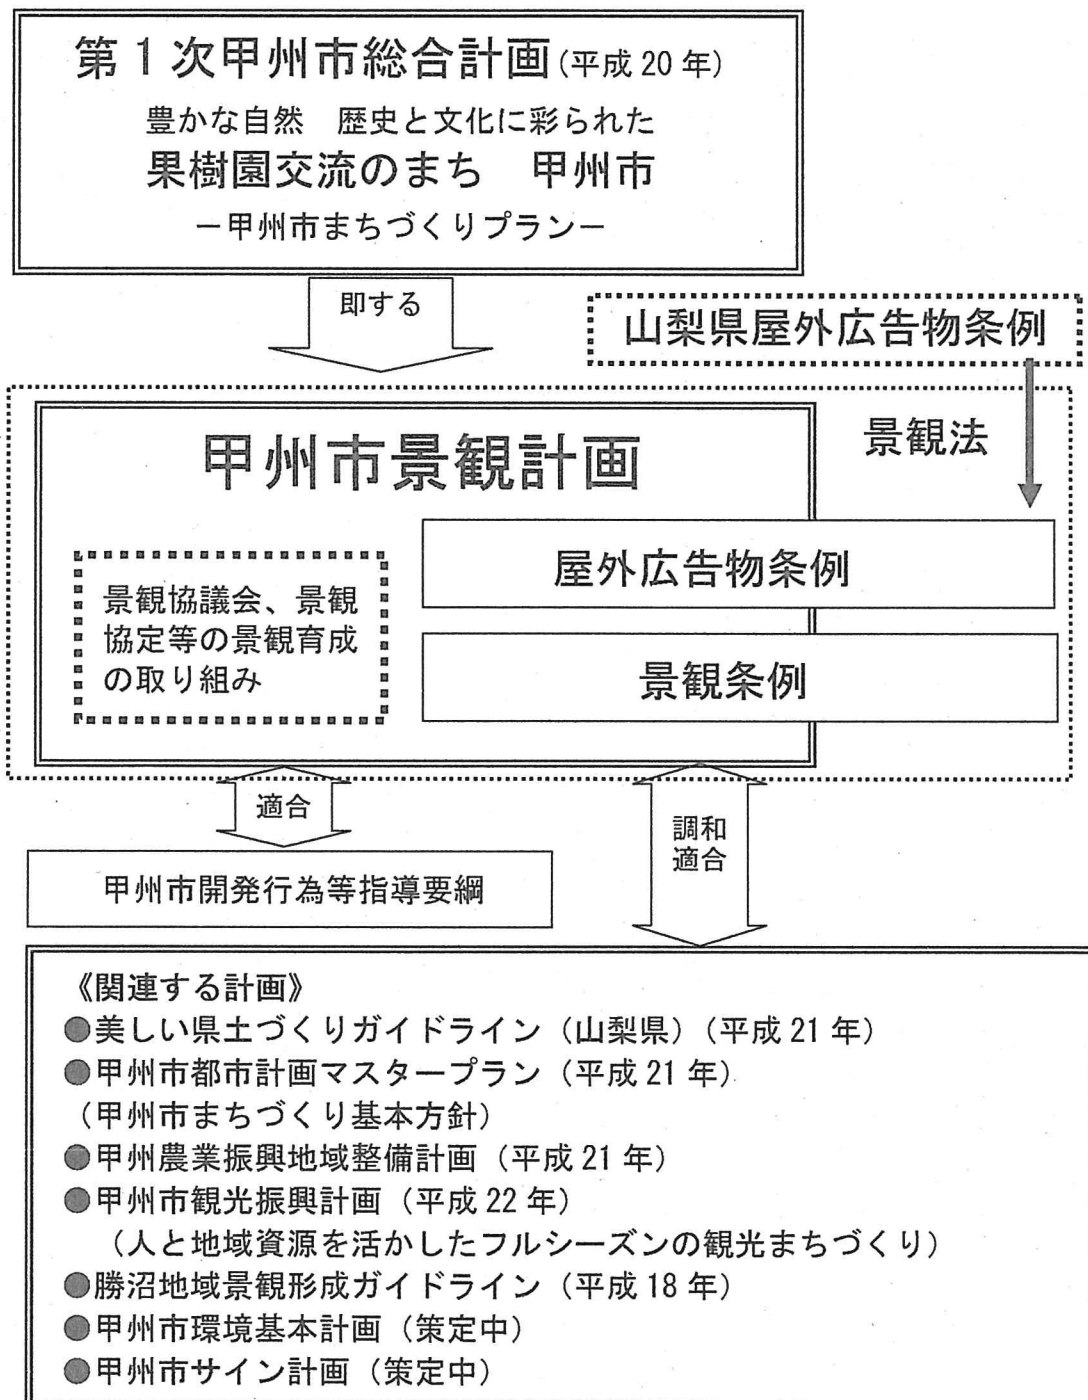 第1次甲州市総合計画(平成20年)
豊かな自然　歴史と文化に彩られた
果樹園交流のまち　甲州市
－甲州市まちづくりプラン－
即する
山梨県屋外広告物条例
景観法
甲州市景観計画
屋外広告物条例
景観協議会、景観
協定等の景観育成
の取り組み
景観条例
適合
調和
適合
甲州市開発行為等指導要綱
《関連する計画》
●美しい県土づくりガイドライン（山梨県）（平成21年）
●甲州市都市計画マスタープラン（平成21年）
（甲州市まちづくり基本方針）
●甲州農業振興地域整備計画（平成21年）
●甲州市観光振興計画（平成22年）
（人と地域資源を活かしたフルシーズンの観光まちづくり）
●勝沼地域景観形成ガイドライン（平成18年）
●甲州市環境基本計画（策定中）
●甲州市サイン計画（策定中）